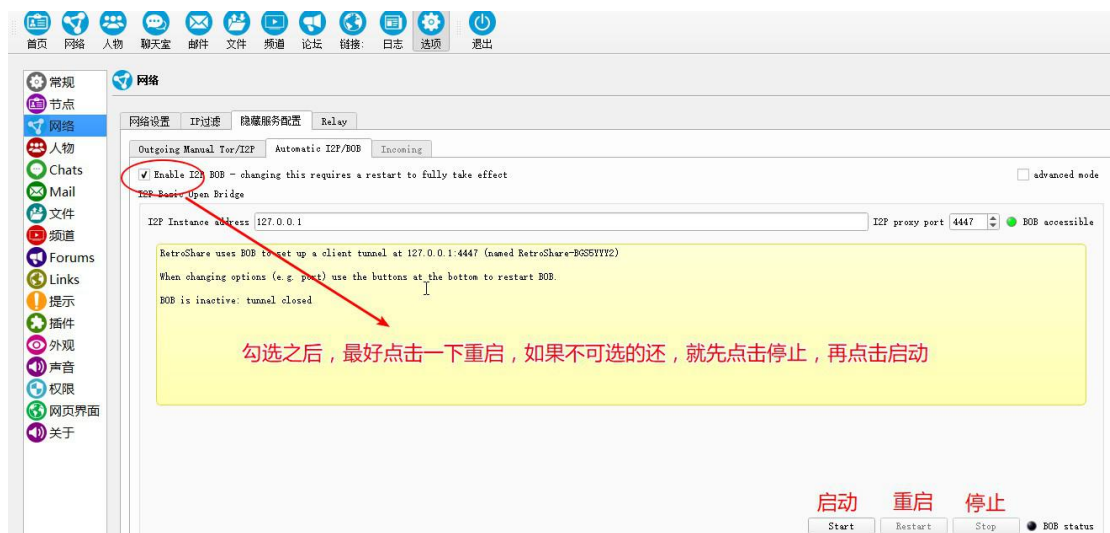 首页 网络 人物 聊天室 邮件 文件 频道 论坛 链接: 日志 选项 退出
常规
节点
网络
人物
Chats
Mail
文件
频道
Forums
Links
提示
插件
外观
声音
权限
网页界面
关于
网络
网络设置 IP过滤 隐藏服务配置 Relay
Outgoing Manual Tor/I2P Automatic I2P/BOB Incoming
Enable I2P BOB - changing this requires a restart to fully take effect advanced mode
I2P Basic Open Bridge
I2P Instance address 127.0.0.1 I2P proxy port 4447 BOB accessible
RetroShare uses BOB to set up a client tunnel at 127.0.0.1:4447 (named RetroShare-BGS5YYY2)
When changing options (e.g. port) use the buttons at the bottom to restart BOB.
BOB is inactive: tunnel closed
勾选之后，最好点击一下重启，如果不可选的还，就先点击停止，再点击启动
启动 重启 停止
Start Restart Stop BOB status